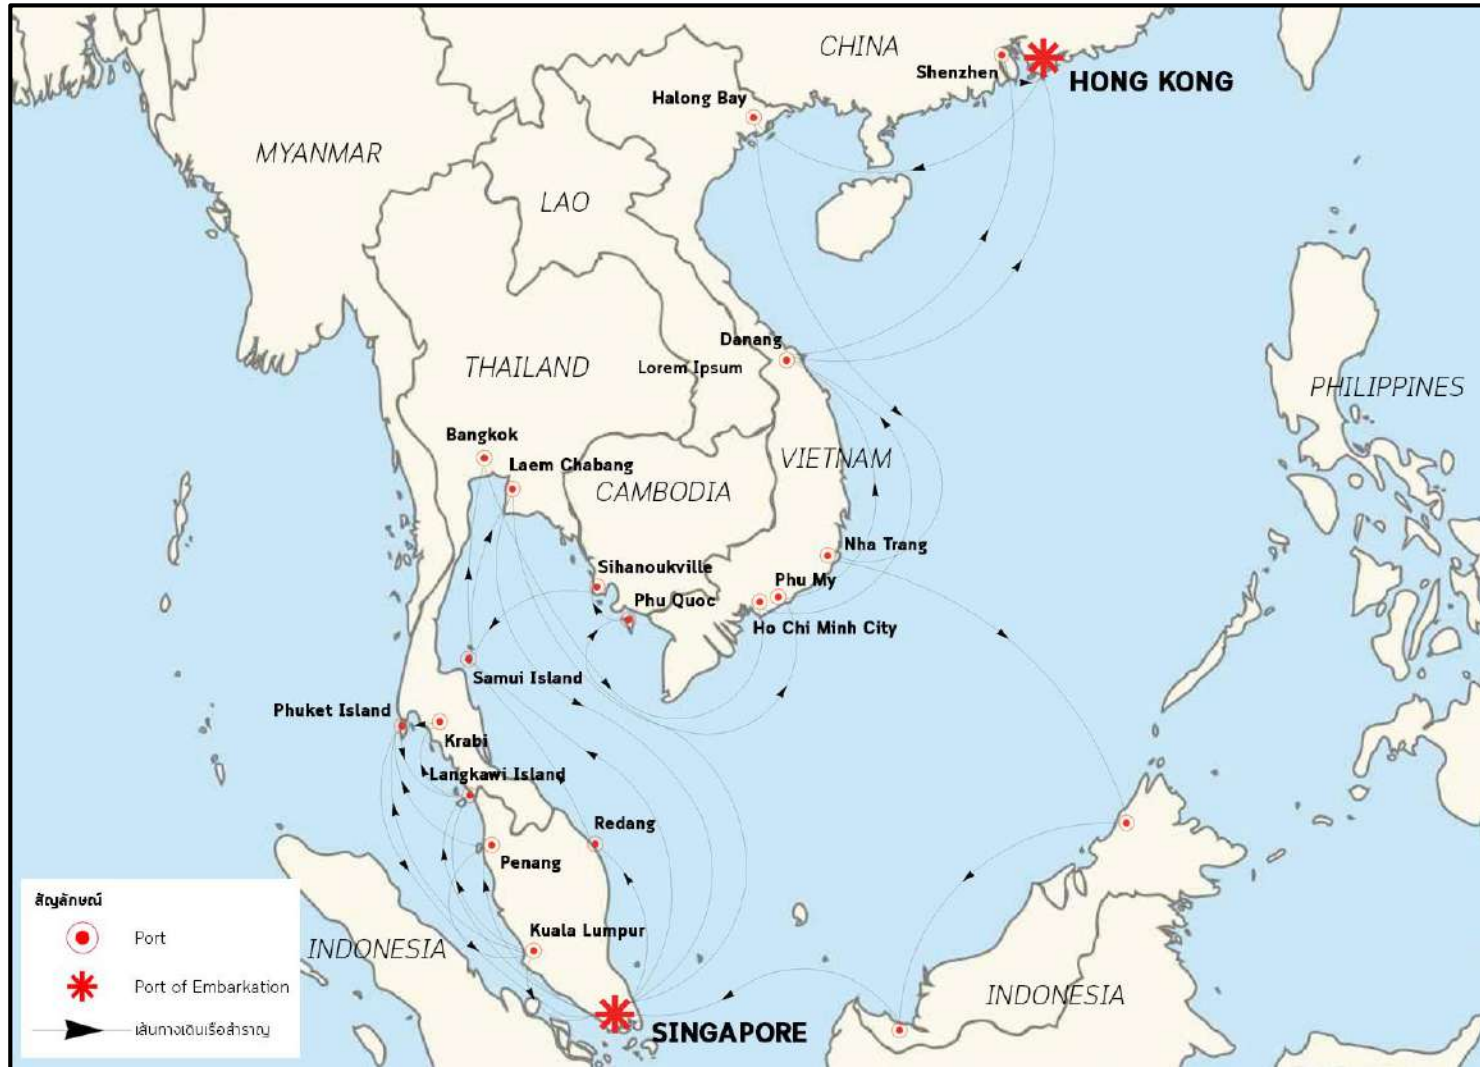 CHINA
Shenzhen
HONG KONG
Halong Bay
MYANMAR
LAO
Danang
THAILAND
Lorem Ipsum
PHILIPPINES
Bangkok
Laem Chabang
VIETNAM
CAMBODIA
Nha Trang
Sihanoukville
Phu My
Phu Quoc
Ho Chi Minh City
Samui Island
Phuket Island
Krabi
Langkawi Island
Redang
Penang
Kuala Lumpur
INDONESIA
INDONESIA
SINGAPORE
สัญลักษณ์
Port
Port of Embarkation
เส้นทางเดินเรือสำราญ